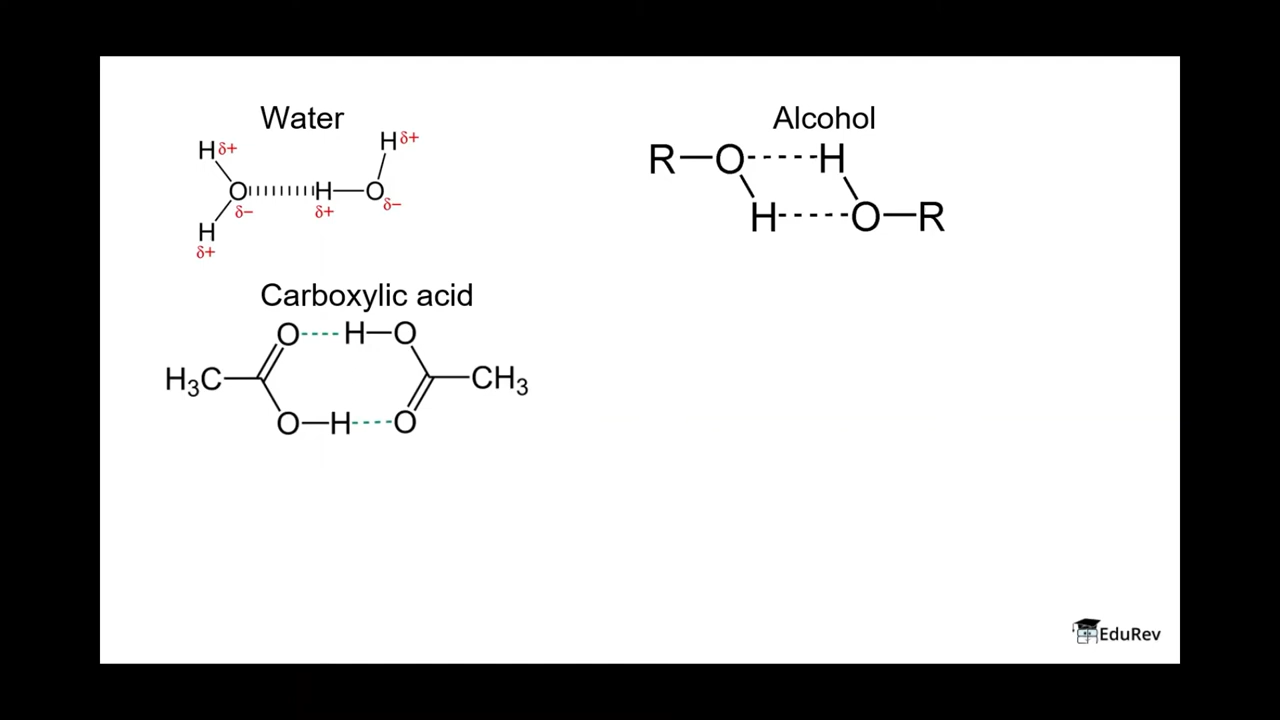 Water
H δ+
H δ+
O H O
δ− δ+ δ−
H
δ+
Alcohol
R O H
H O R
Carboxylic acid
O H O
H₃C CH₃
O H O
EduRev